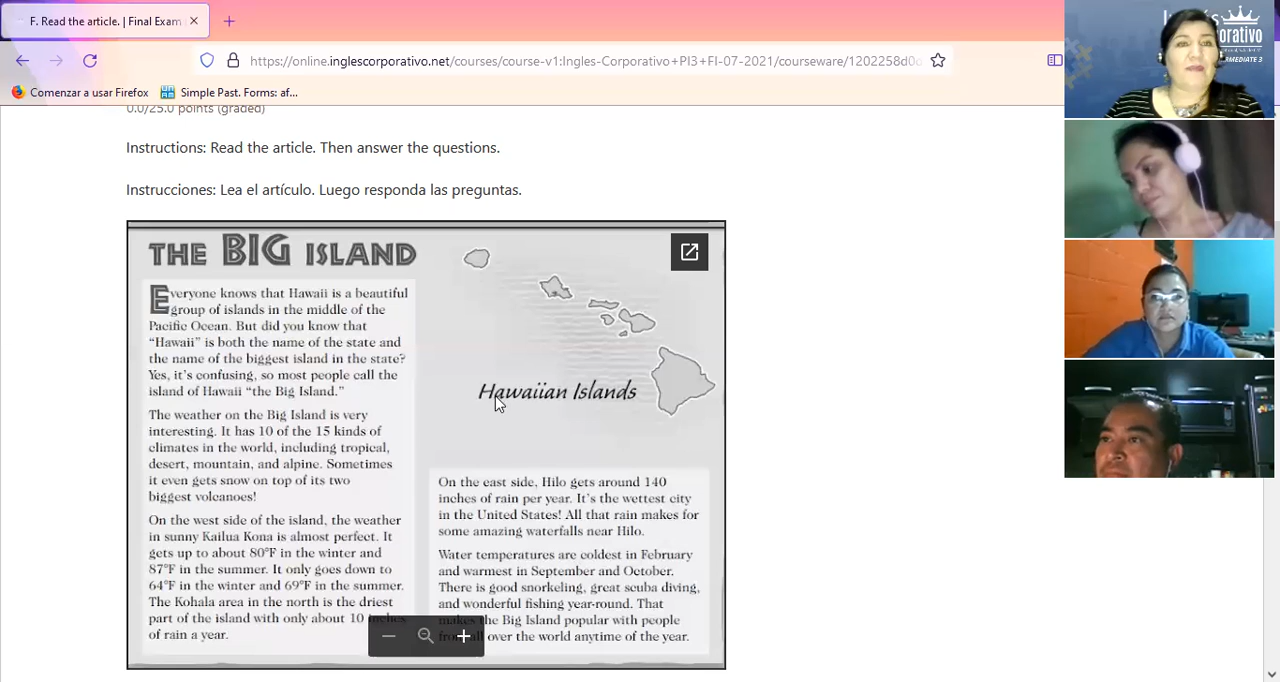 F. Read the article. | Final Exam
https://online.inglescorporativo.net/courses/course-v1:Ingles-Corporativo+PI3+FI-07-2021/courseware/1202258d0
Comenzar a usar Firefox
Simple Past. Forms: af...
0.0/25.0 points (graded)
Instructions: Read the article. Then answer the questions.
Instrucciones: Lea el artículo. Luego responda las preguntas.
THE BIG ISLAND
Everyone knows that Hawaii is a beautiful
group of islands in the middle of the
Pacific Ocean. But did you know that
“Hawaii” is both the name of the state and
the name of the biggest island in the state?
Yes, it’s confusing, so most people call the
island of Hawaii “the Big Island.”
The weather on the Big Island is very
interesting. It has 10 of the 15 kinds of
climates in the world, including tropical,
desert, mountain, and alpine. Sometimes
it even gets snow on top of its two
biggest volcanoes!
On the west side of the island, the weather
in sunny Kailua Kona is almost perfect. It
gets up to about 80°F in the winter and
87°F in the summer. It only goes down to
64°F in the winter and 69°F in the summer.
The Kohala area in the north is the driest
part of the island with only about 10 inches
of rain a year.
Hawaiian Islands
On the east side, Hilo gets around 140
inches of rain per year. It’s the wettest city
in the United States! All that rain makes for
some amazing waterfalls near Hilo.
Water temperatures are coldest in February
and warmest in September and October.
There is good snorkeling, great scuba diving,
and wonderful fishing year-round. That
makes the Big Island popular with people
from all over the world anytime of the year.